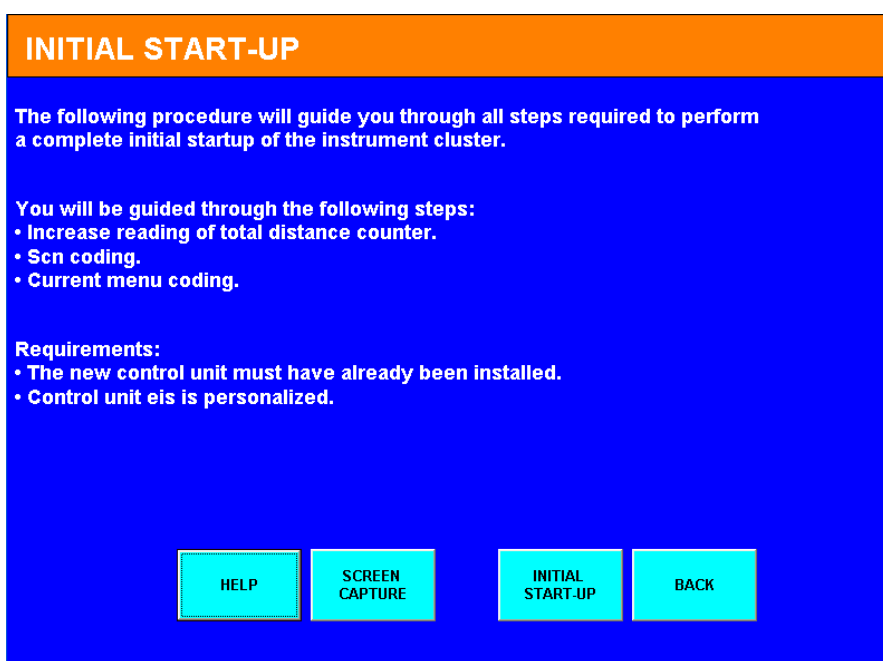 INITIAL START-UP
The following procedure will guide you through all steps required to perform
a complete initial startup of the instrument cluster.
You will be guided through the following steps:
• Increase reading of total distance counter.
• Scn coding.
• Current menu coding.
Requirements:
• The new control unit must have already been installed.
• Control unit eis is personalized.
HELP
SCREEN
CAPTURE
INITIAL
START-UP
BACK